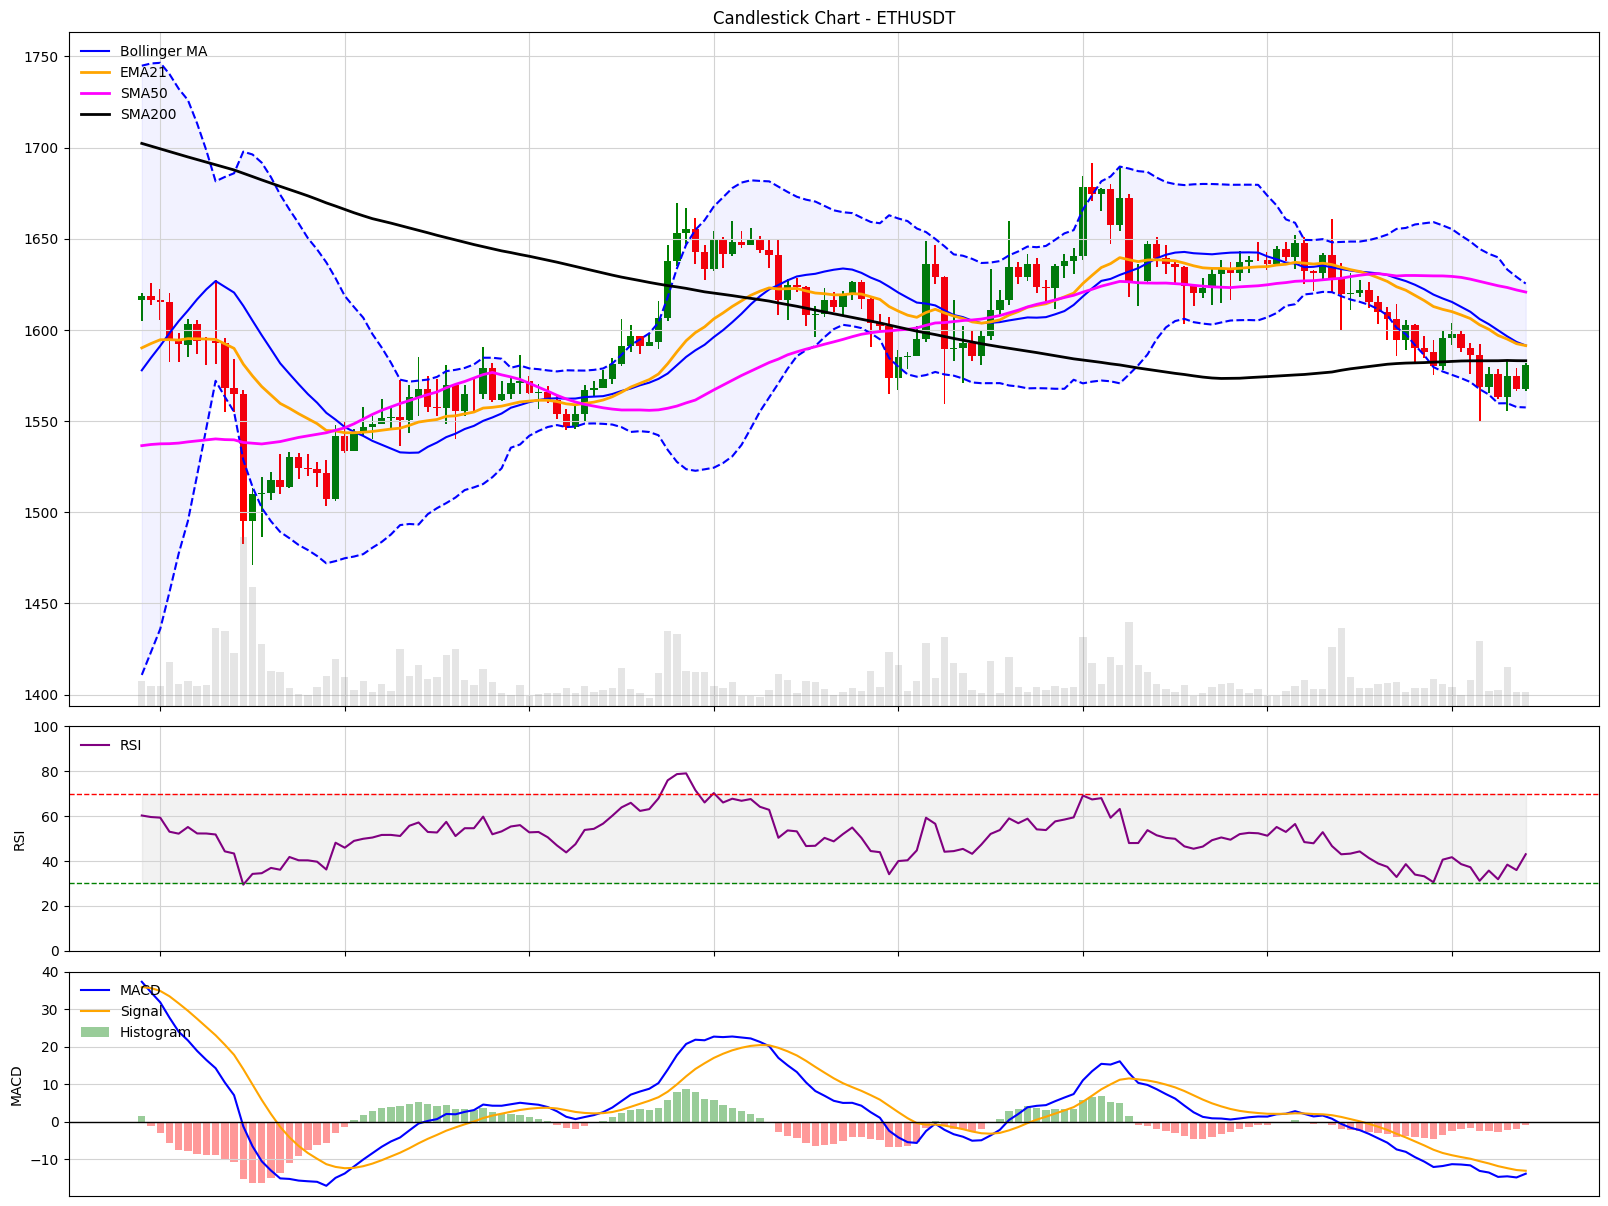 Candlestick Chart - ETHUSDT
Bollinger MA
EMA21
SMA50
SMA200
1750
1700
1650
1600
1550
1500
1450
1400
RSI
100
80
60
40
20
0
RSI
MACD
Signal
Histogram
40
30
20
10
0
−10
MACD